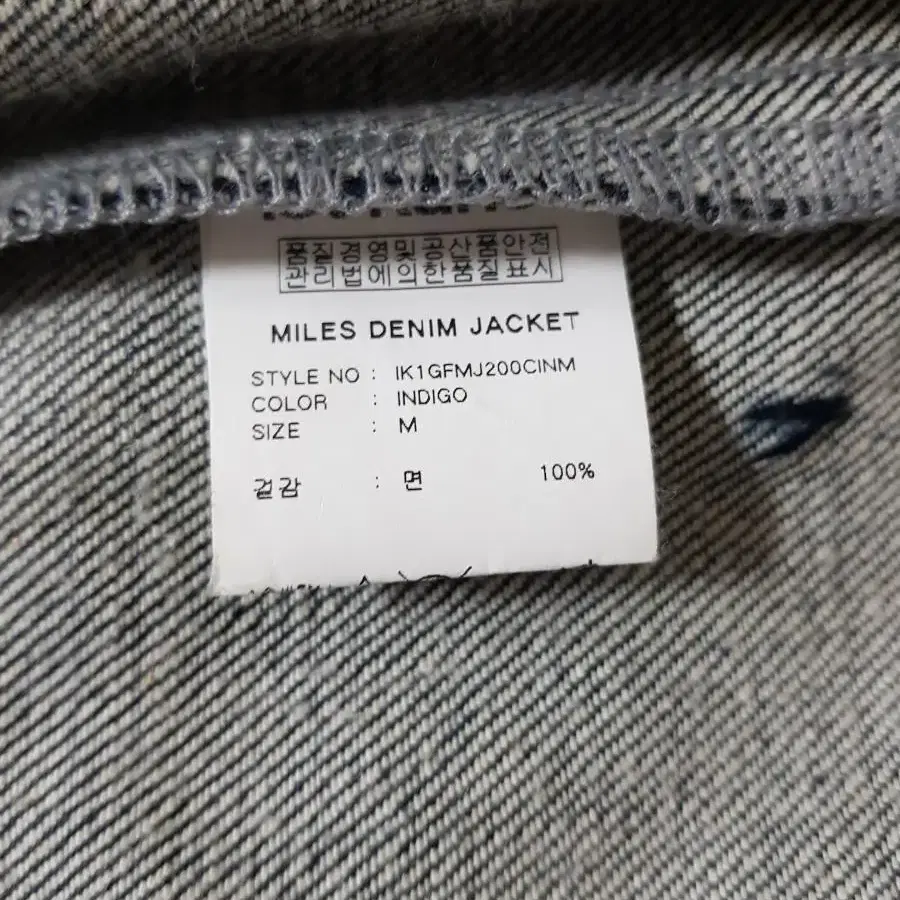 품질경영및공산품안전
관리법에의한품질표시
MILES DENIM JACKET
STYLE NO : IK1GFMJ200CINM
COLOR : INDIGO
SIZE : M
겉감 : 면 100%